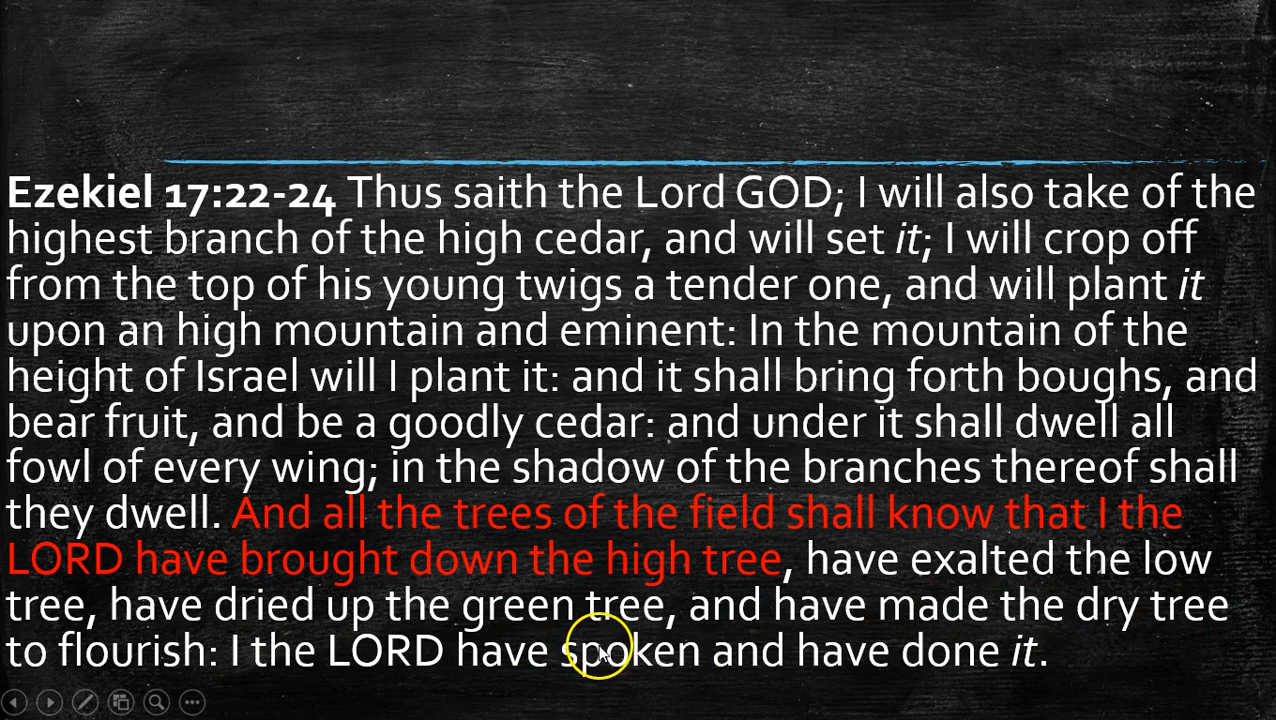 Ezekiel 17:22-24 Thus saith the Lord GOD; I will also take of the
highest branch of the high cedar, and will set it; I will crop off
from the top of his young twigs a tender one, and will plant it
upon an high mountain and eminent: In the mountain of the
height of Israel will I plant it: and it shall bring forth boughs, and
bear fruit, and be a goodly cedar: and under it shall dwell all
fowl of every wing; in the shadow of the branches thereof shall
they dwell. And all the trees of the field shall know that I the
LORD have brought down the high tree, have exalted the low
tree, have dried up the green tree, and have made the dry tree
to flourish: I the LORD have spoken and have done it.